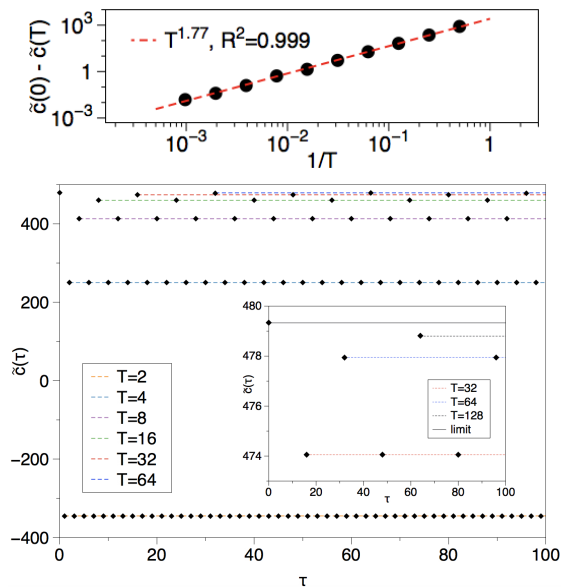 10^3
1
10^−3
c̃(0) - c̃(T)
T^1.77, R^2=0.999
10^−3 10^−2 10^−1 1
1/T
400
200
0
−200
−400
c̃(τ)
T=2
T=4
T=8
T=16
T=32
T=64
480
478
476
474
c̃(τ)
T=32
T=64
T=128
limit
0 20 40 60 80 100
τ
0 20 40 60 80 100
τ